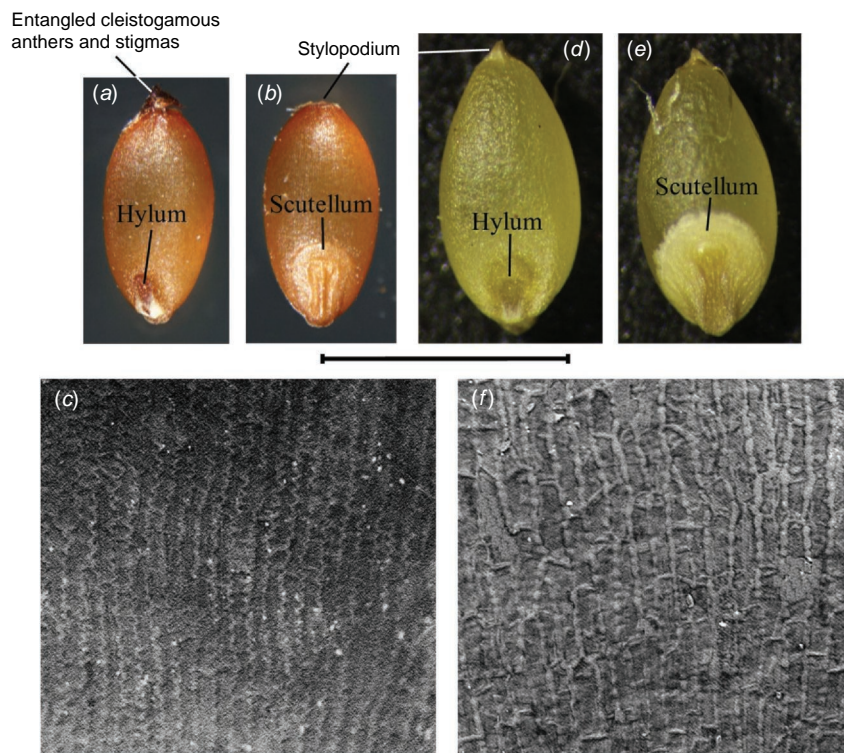 Entangled cleistogamous
anthers and stigmas
Stylopodium
(a)
(b)
(d)
(e)
Hylum
Scutellum
Hylum
Scutellum
(c)
(f)